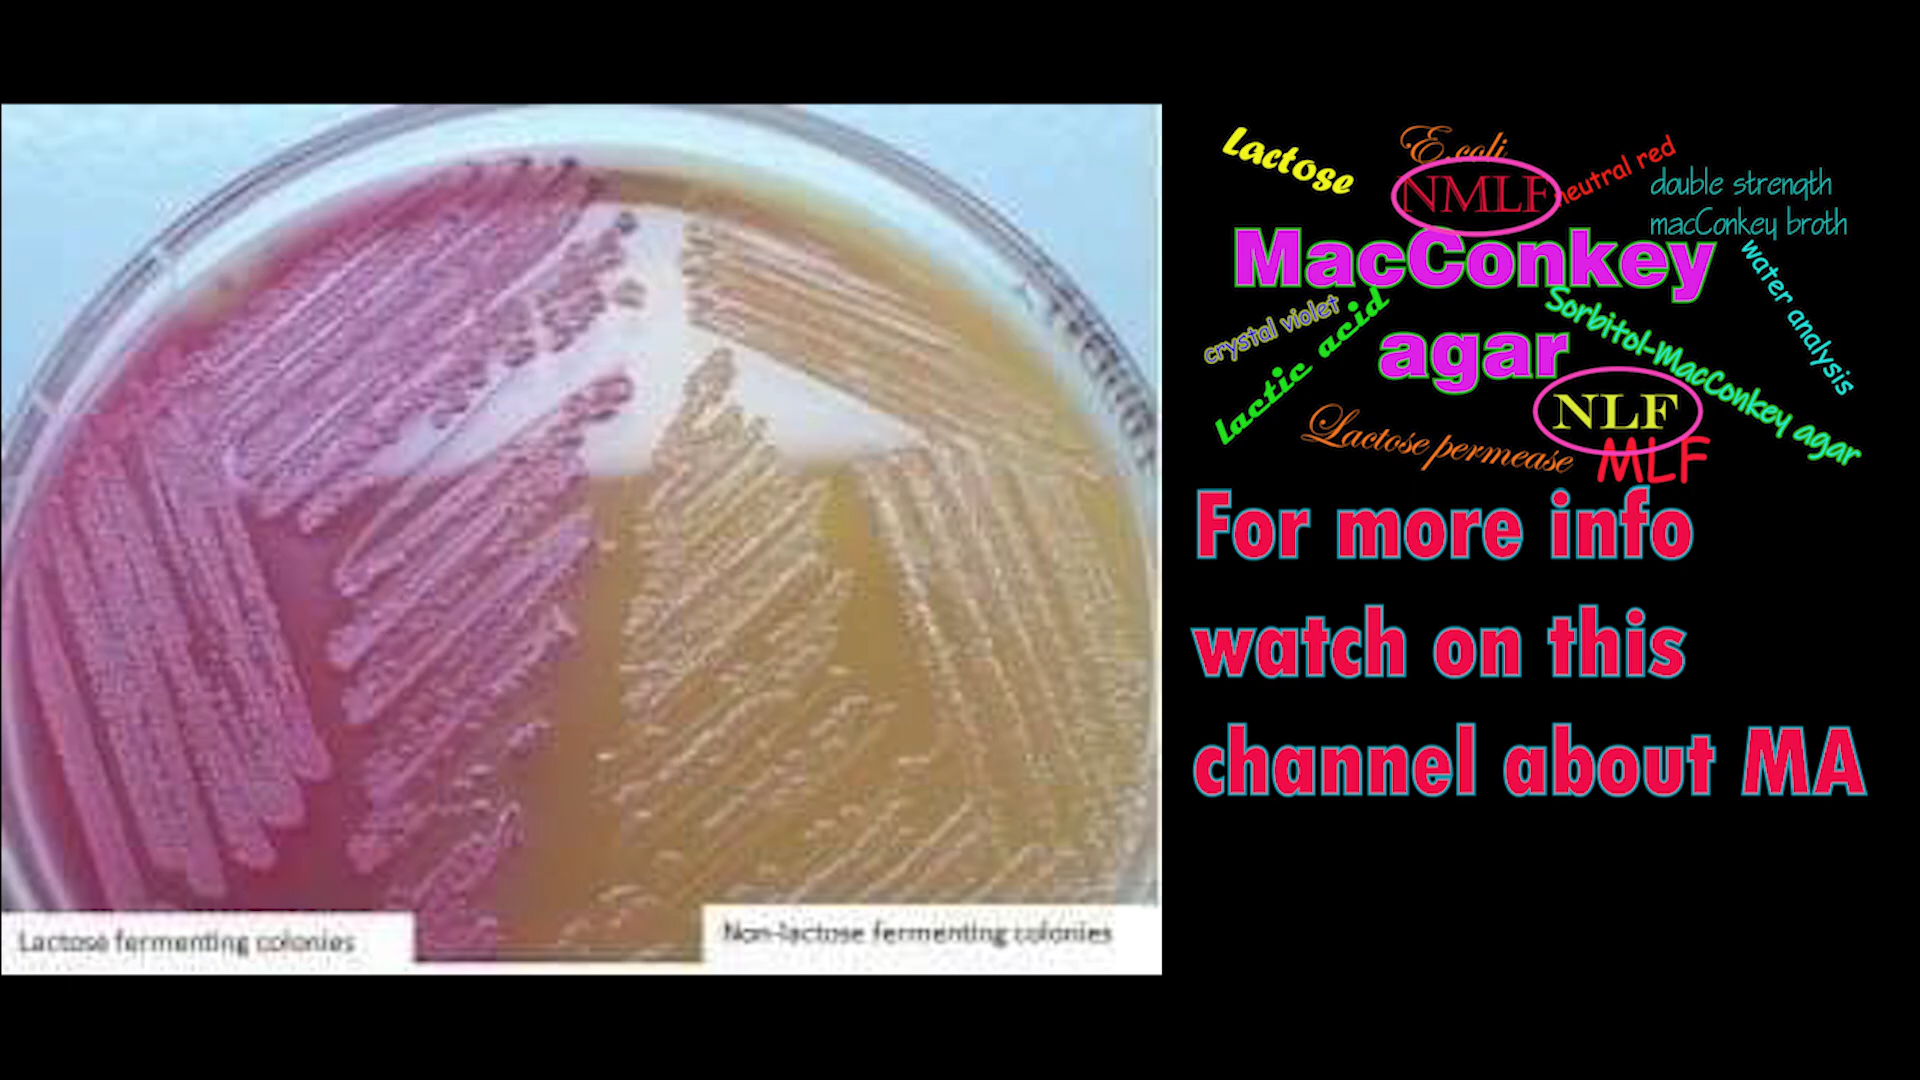 Lactose fermenting colonies
Non-lactose fermenting colonies
Lactose
E.coli
NMLF
neutral red
double strength
macConkey broth
MacConkey
agar
water analysis
crystal violet
lactic acid
Sorbitol-MacConkey agar
NLF
Lactose permease
MLF
For more info
watch on this
channel about MA